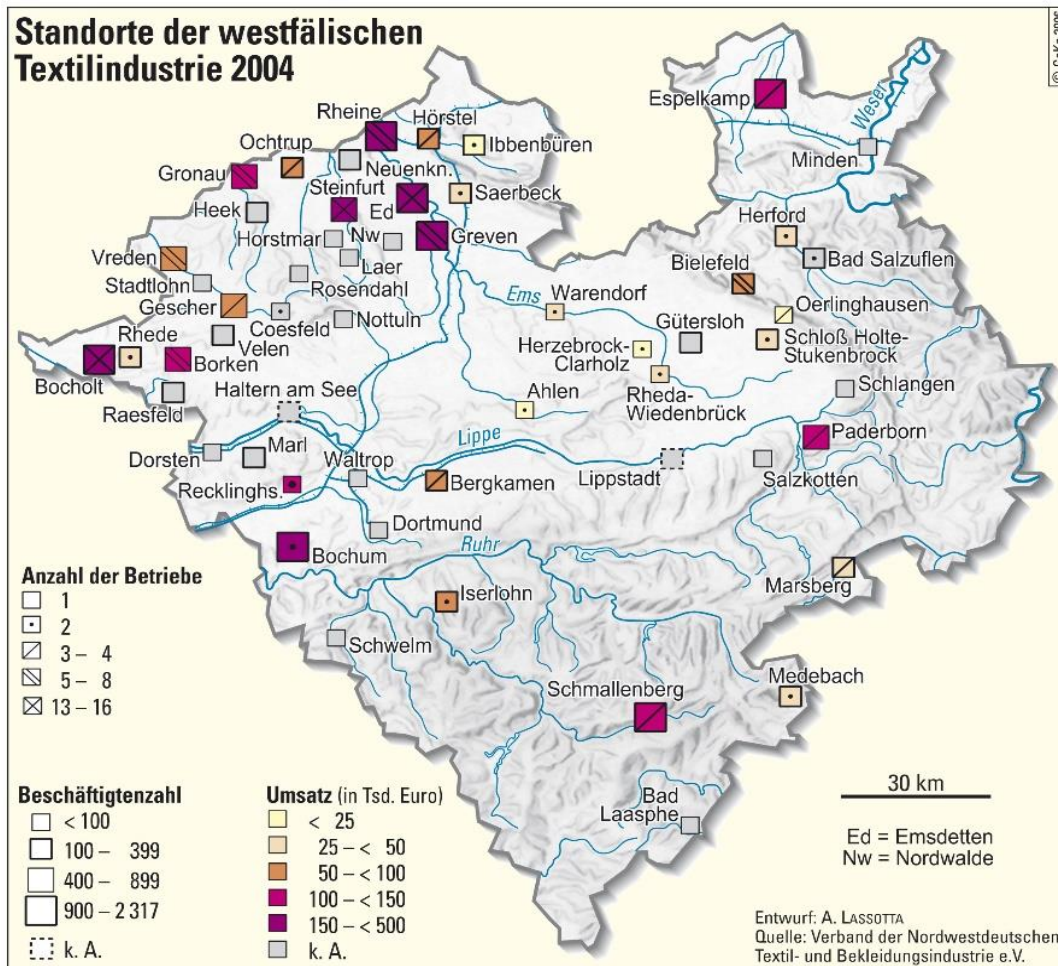 Standorte der westfälischen
Textilindustrie 2004
Espelkamp
Weser
Minden
Rheine
Hörstel
Ochtrup
Ibbenbüren
Gronau
Neuenkn.
Steinfurt
Saerbeck
Heek
Ed
Herford
Horstmar
Nw
Greven
Vreden
Laer
Bielefeld
Bad Salzuflen
Stadtlohn
Rosendahl
Ems
Warendorf
Oerlinghausen
Gescher
Coesfeld
Nottuln
Gütersloh
Rhede
Velen
Herzebrock-
Clarholz
Schloß Holte-
Stukenbrock
Bocholt
Borken
Haltern am See
Ahlen
Rheda-
Wiedenbrück
Schlangen
Raesfeld
Lippe
Paderborn
Dorsten
Marl
Waltrop
Lippstadt
Salzkotten
Recklinghs.
Bergkamen
Dortmund
Bochum
Ruhr
Marsberg
Iserlohn
Schwelm
Medebach
Schmallenberg
Bad
Laasphe
Anzahl der Betriebe
1
2
3 – 4
5 – 8
13 – 16
Beschäftigtenzahl
< 100
100 – 399
400 – 899
900 – 2 317
k. A.
Umsatz (in Tsd. Euro)
< 25
25 – < 50
50 – < 100
100 – < 150
150 – < 500
k. A.
30 km
Ed = Emsdetten
Nw = Nordwalde
Entwurf: A. LASSOTTA
Quelle: Verband der Nordwestdeutschen
Textil- und Bekleidungsindustrie e.V.